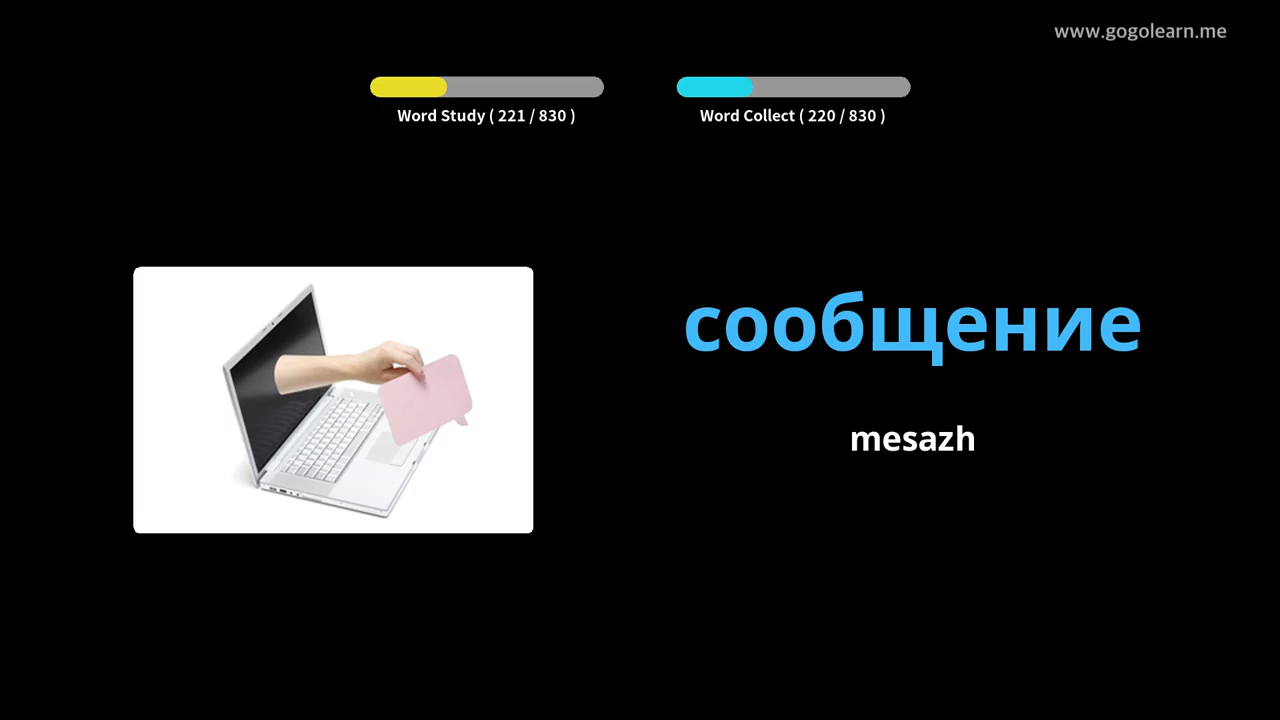 www.gogolearn.me
Word Study ( 221 / 830 )
Word Collect ( 220 / 830 )
сообщение
mesazh